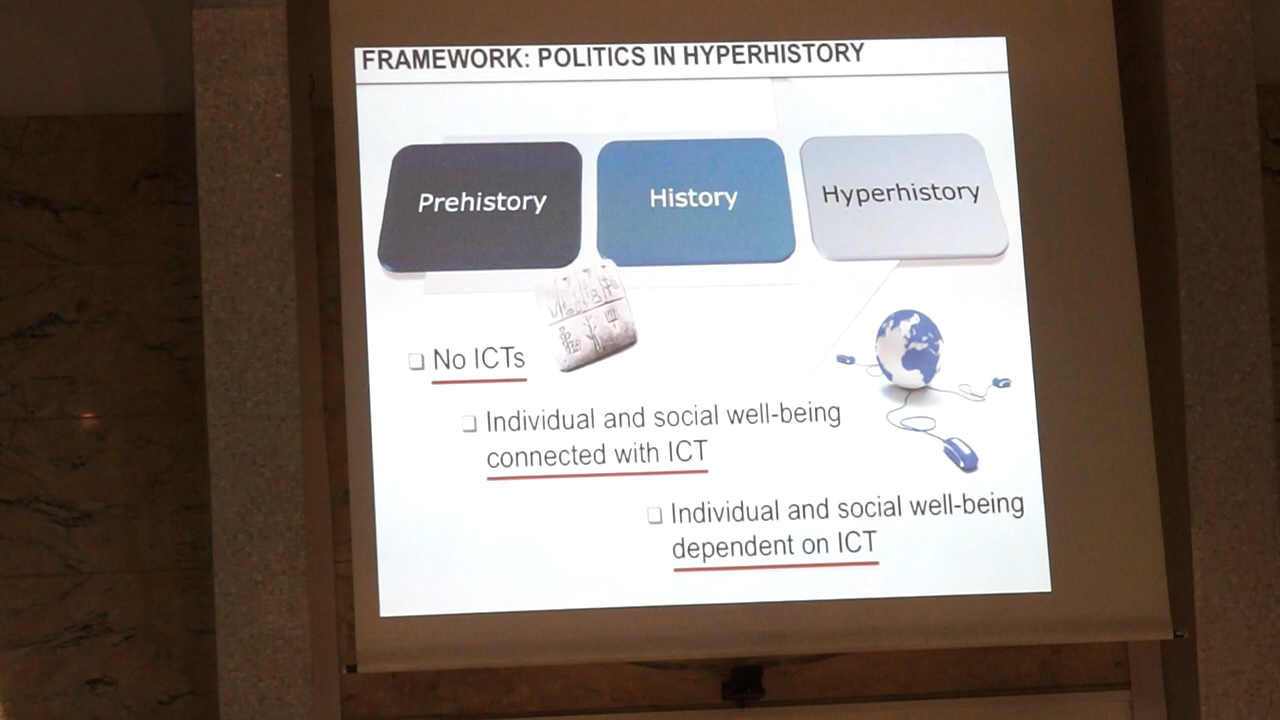 FRAMEWORK: POLITICS IN HYPERHISTORY
Prehistory
History
Hyperhistory
❑ No ICTs
❑ Individual and social well-being
connected with ICT
❑ Individual and social well-being
dependent on ICT